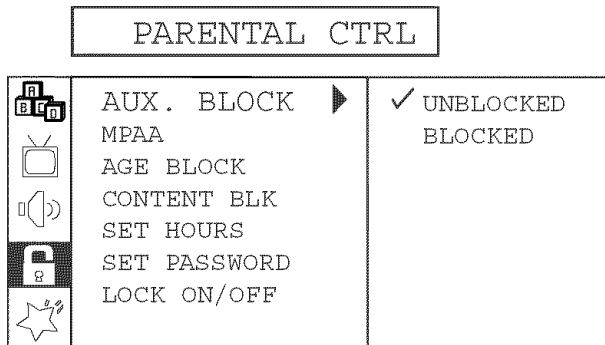 PARENTAL CTRL
A
B C D
AUX. BLOCK
MPAA
AGE BLOCK
CONTENT BLK
SET HOURS
SET PASSWORD
LOCK ON/OFF
UNBLOCKED
BLOCKED